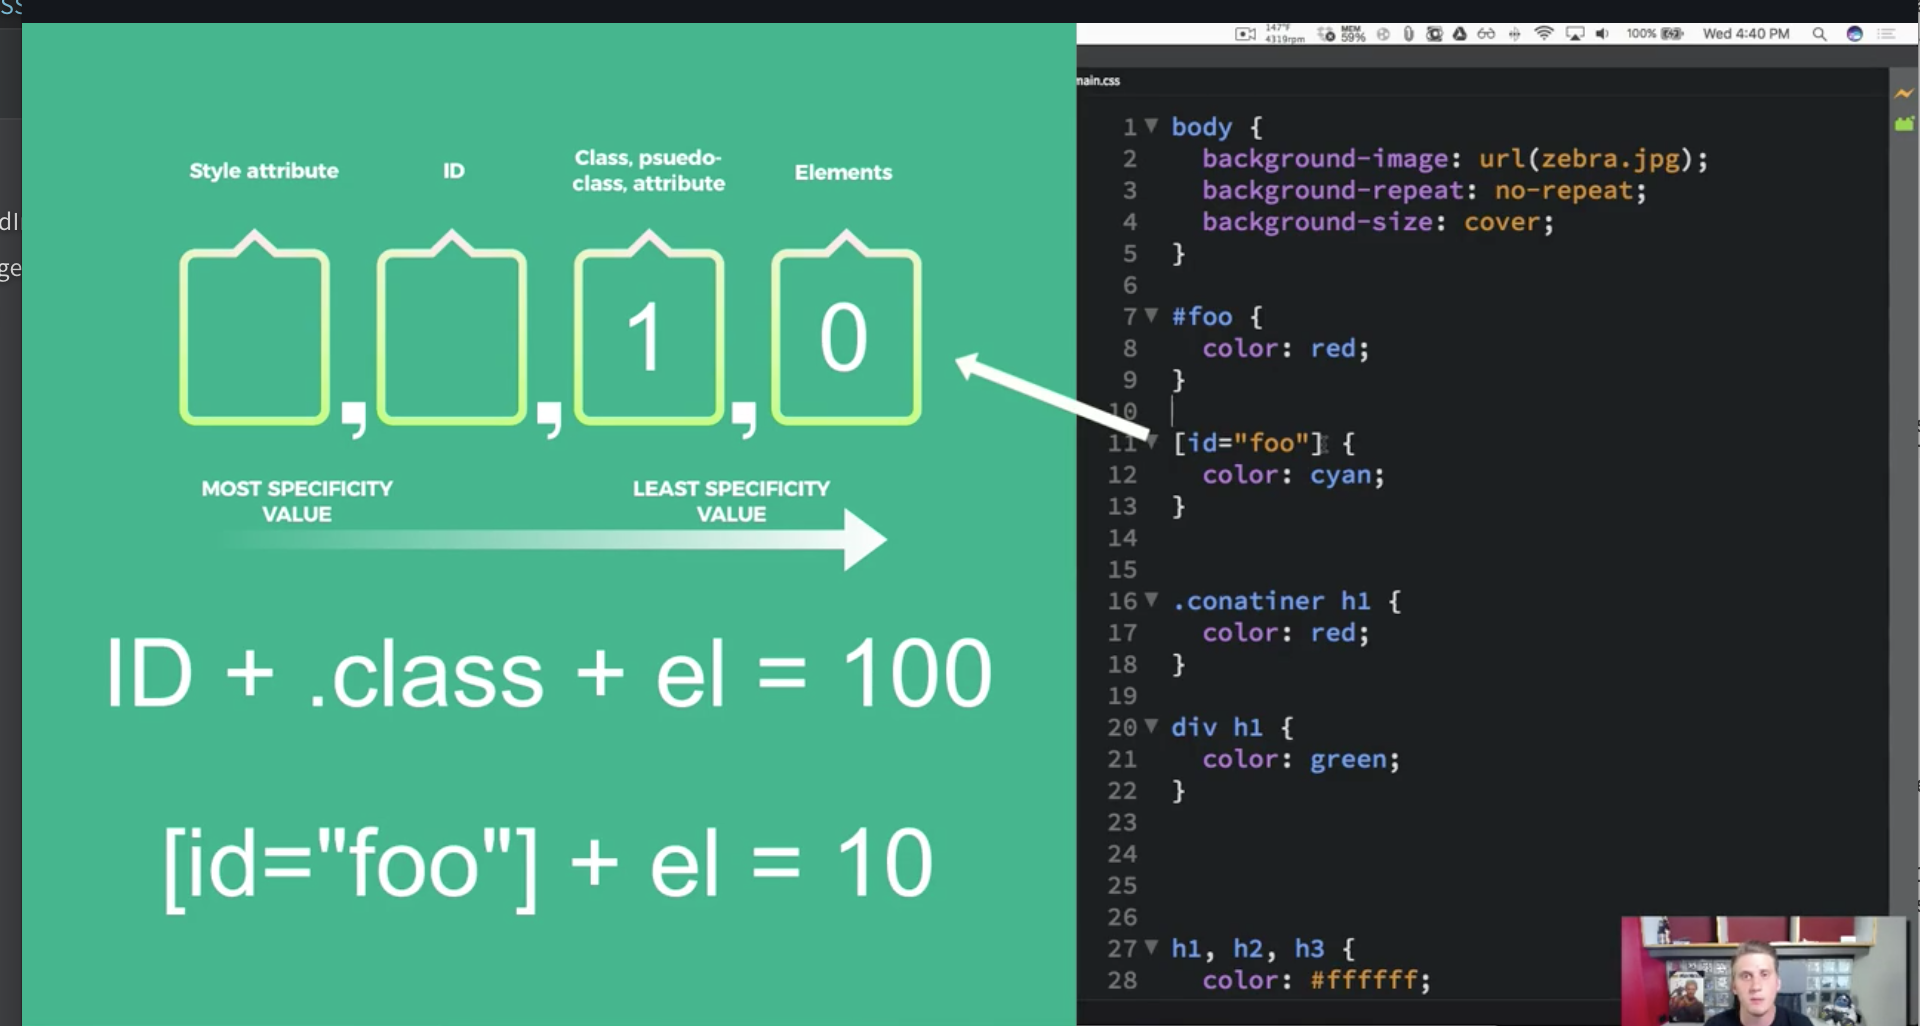 ss
dI
ge
147°F
4319rpm
MEM
59%
100%
Wed 4:40 PM
main.css
Style attribute
ID
Class, psuedo-
class, attribute
Elements
,
,
1
,
0
MOST SPECIFICITY
VALUE
LEAST SPECIFICITY
VALUE
ID + .class + el = 100
[id="foo"] + el = 10
1 body {
2 background-image: url(zebra.jpg);
3 background-repeat: no-repeat;
4 background-size: cover;
5 }
6
7 #foo {
8 color: red;
9 }
10
11 [id="foo"] {
12 color: cyan;
13 }
14
15
16 .conatiner h1 {
17 color: red;
18 }
19
20 div h1 {
21 color: green;
22 }
23
24
25
26
27 h1, h2, h3 {
28 color: #ffffff;